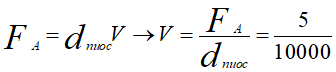 F_A = d_nuoc V → V = F_A / d_nuoc = 5 / 10000